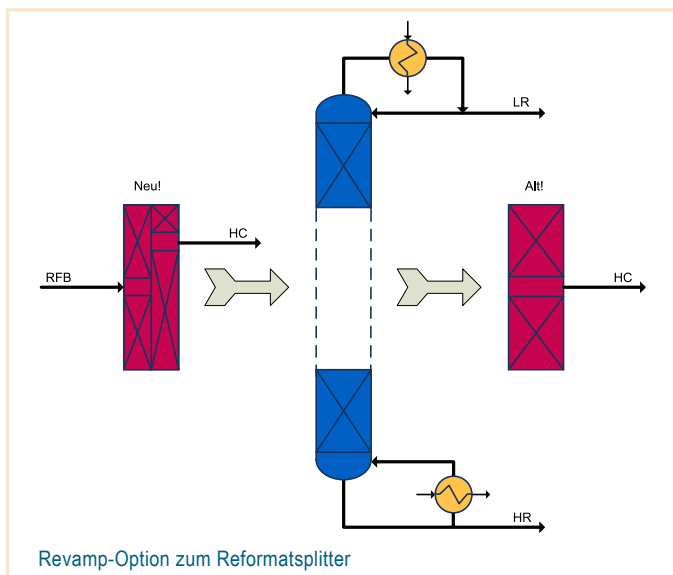 LR
Neu!
Alt!
HC
RFB
HC
HR
Revamp-Option zum Reformatsplitter